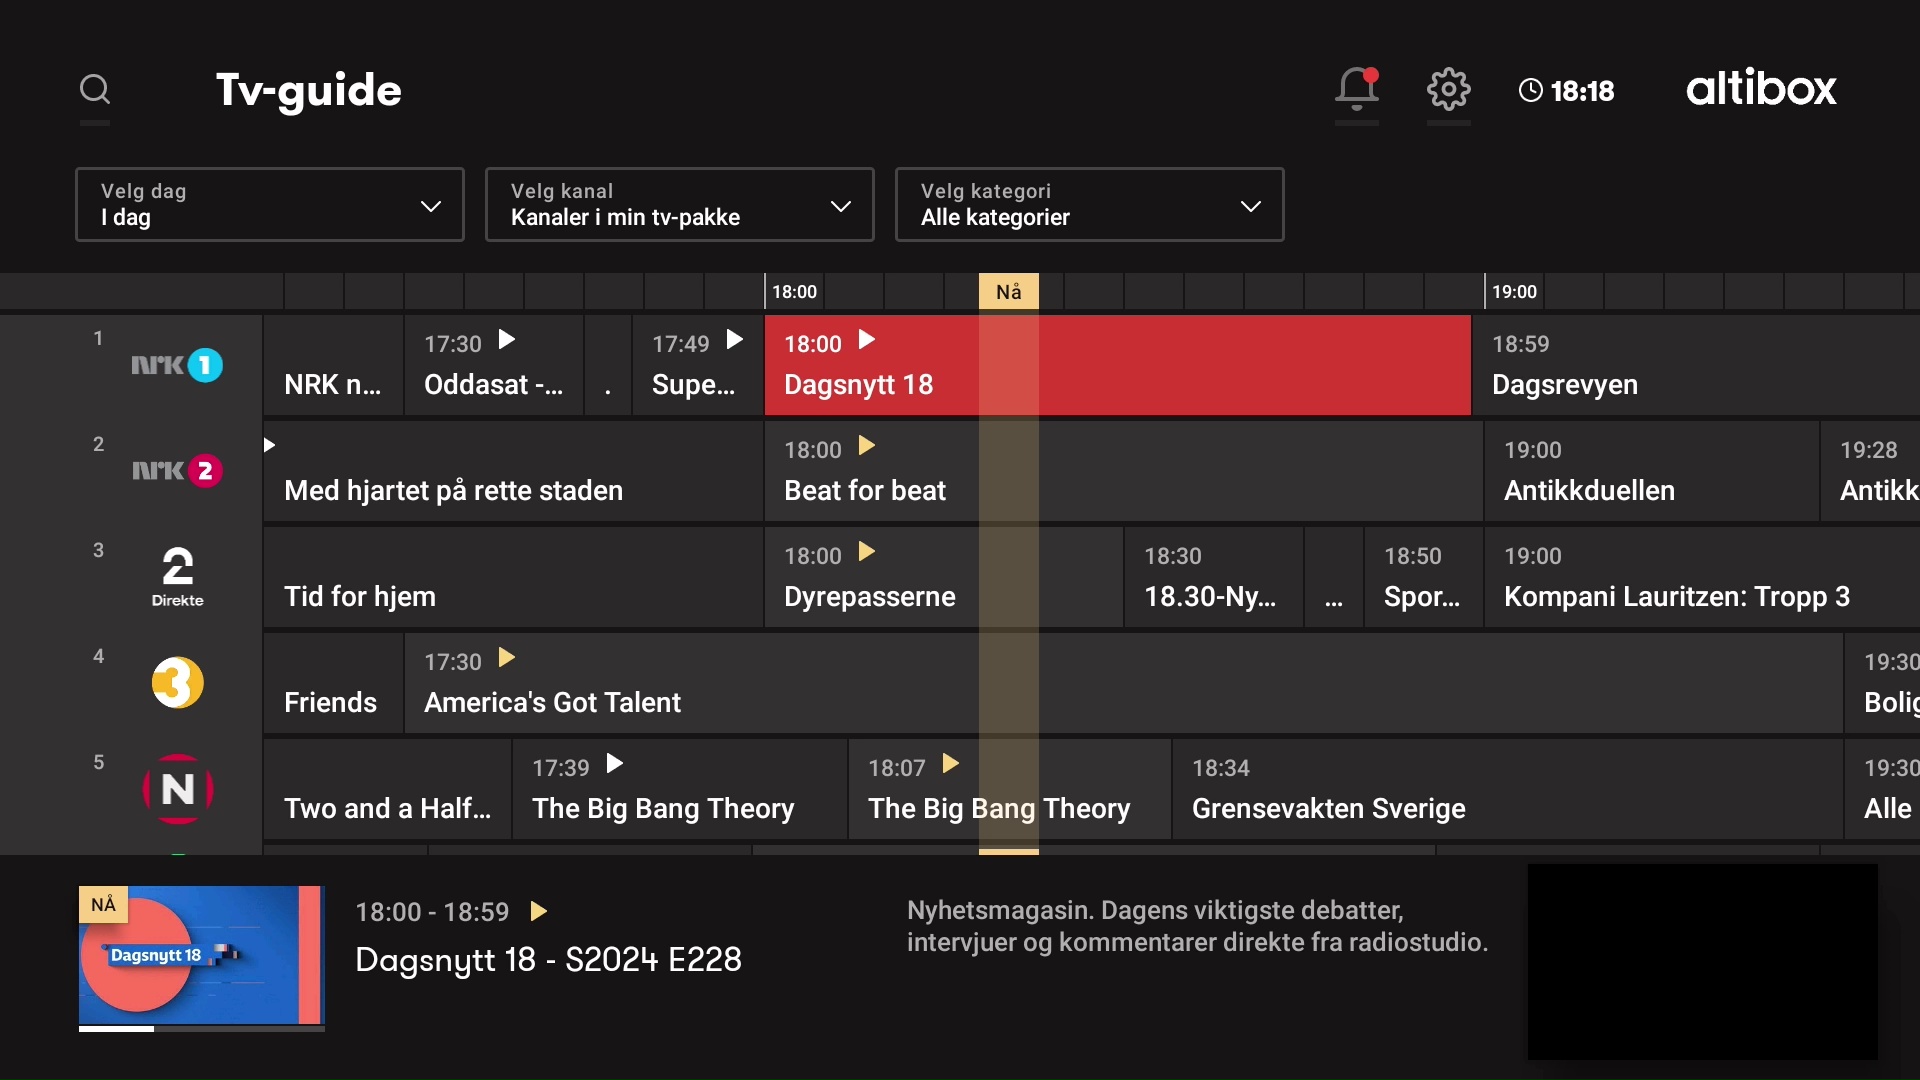 Tv-guide
18:18
altibox
Velg dag
I dag
Velg kanal
Kanaler i min tv-pakke
Velg kategori
Alle kategorier
18:00
Nå
19:00
1
nrk 1
NRK n...
17:30
Oddasat -...
.
17:49
Supe...
18:00
Dagsnytt 18
18:59
Dagsrevyen
2
nrk 2
Med hjartet på rette staden
18:00
Beat for beat
19:00
Antikkduellen
19:28
Antikk
3
2
Direkte
Tid for hjem
18:00
Dyrepasserne
18:30
18.30-Ny...
...
18:50
Spor...
19:00
Kompani Lauritzen: Tropp 3
4
3
Friends
17:30
America's Got Talent
19:30
Bolig
5
N
Two and a Half...
17:39
The Big Bang Theory
18:07
The Big Bang Theory
18:34
Grensevakten Sverige
19:30
Alle
NÅ
Dagsnytt 18
18:00 - 18:59
Dagsnytt 18 - S2024 E228
Nyhetsmagasin. Dagens viktigste debatter,
intervjuer og kommentarer direkte fra radiostudio.